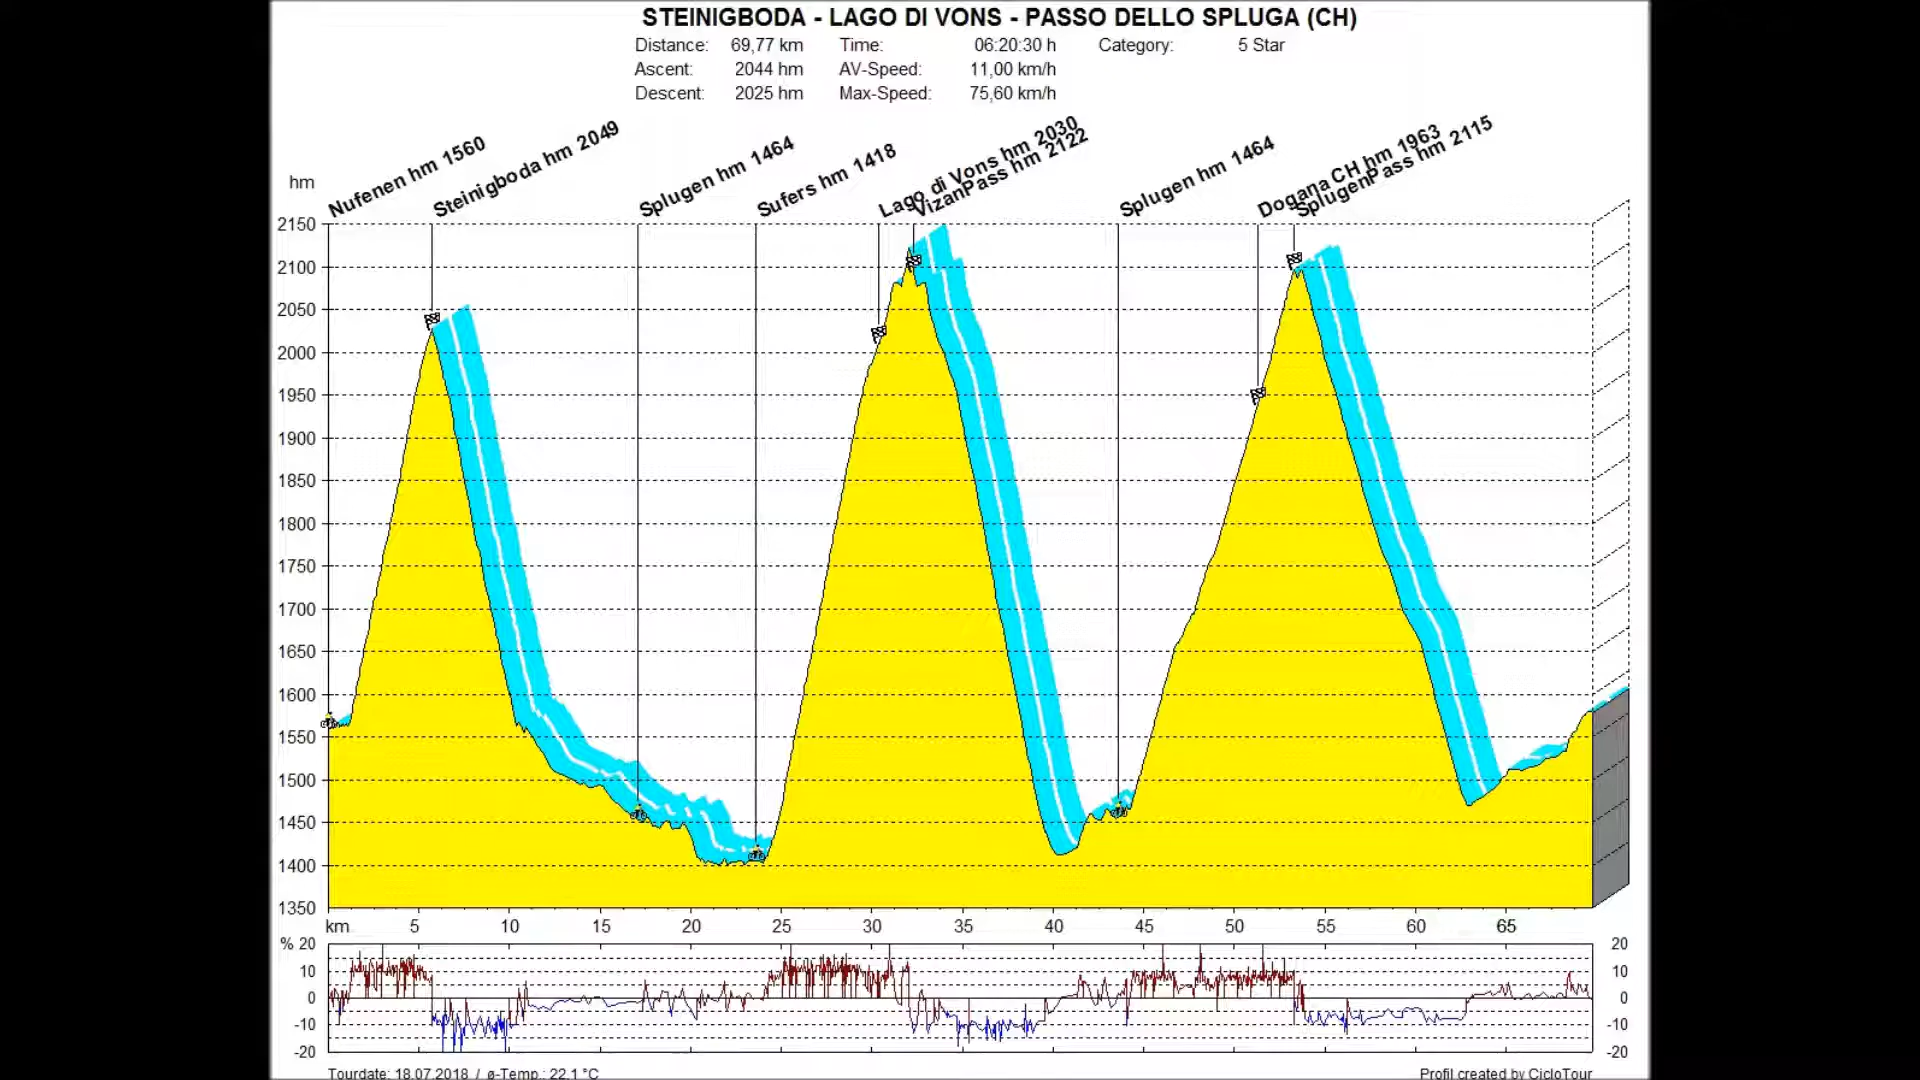 STEINIGBODA - LAGO DI VONS - PASSO DELLO SPLUGA (CH)
Distance: 69,77 km Time: 06:20:30 h Category: 5 Star
Ascent: 2044 hm AV-Speed: 11,00 km/h
Descent: 2025 hm Max-Speed: 75,60 km/h
Nufenen hm 1560
Steinigboda hm 2049
Splugen hm 1464
Sufers hm 1418
Lago di Vons hm 2030
VizanPass hm 2122
Splugen hm 1464
Dogana CH hm 1963
SplugenPass hm 2115
hm
2150
2100
2050
2000
1950
1900
1850
1800
1750
1700
1650
1600
1550
1500
1450
1400
1350
km 5 10 15 20 25 30 35 40 45 50 55 60 65
% 20 20
10 10
0 0
-10 -10
-20 -20
Tourdate: 18.07.2018 / ø-Temp.: 22,1 °C Profil created by CicloTour